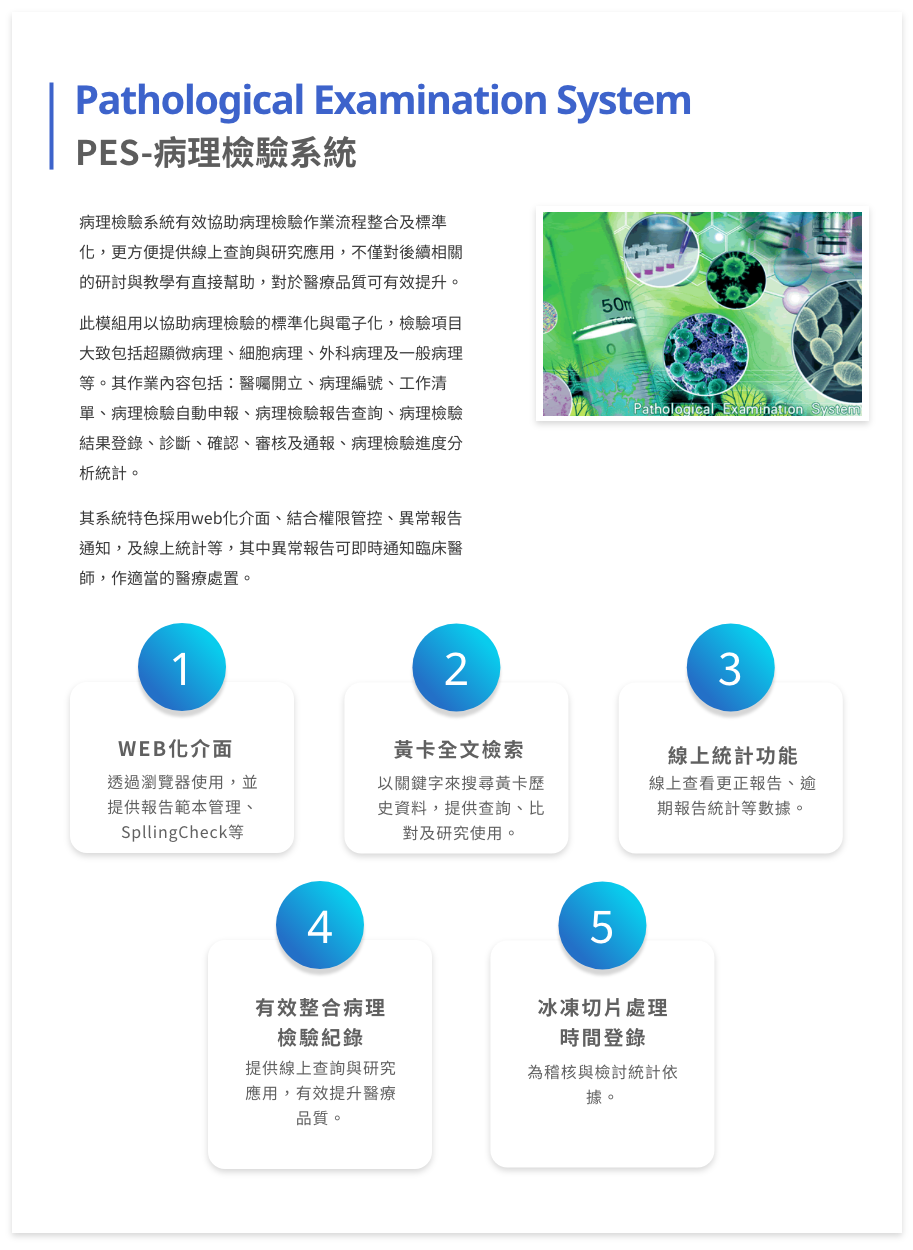 Pathological Examination System
PES-病理檢驗系統
病理檢驗系統有效協助病理檢驗作業流程整合及標準
化，更方便提供線上查詢與研究應用，不僅對後續相關
的研討與教學有直接幫助，對於醫療品質可有效提升。
此模組用以協助病理檢驗的標準化與電子化，檢驗項目
大致包括超顯微病理、細胞病理、外科病理及一般病理
等。其作業內容包括：醫囑開立、病理編號、工作清
單、病理檢驗自動申報、病理檢驗報告查詢、病理檢驗
結果登錄、診斷、確認、審核及通報、病理檢驗進度分
析統計。
其系統特色採用web化介面、結合權限管控、異常報告
通知，及線上統計等，其中異常報告可即時通知臨床醫
師，作適當的醫療處置。
50m
Pathological Examination System
1
WEB化介面
透過瀏覽器使用，並
提供報告範本管理、
SpllingCheck等
2
黃卡全文檢索
以關鍵字來搜尋黃卡歷
史資料，提供查詢、比
對及研究使用。
3
線上統計功能
線上查看更正報告、逾
期報告統計等數據。
4
有效整合病理
檢驗紀錄
提供線上查詢與研究
應用，有效提升醫療
品質。
5
冰凍切片處理
時間登錄
為稽核與檢討統計依
據。